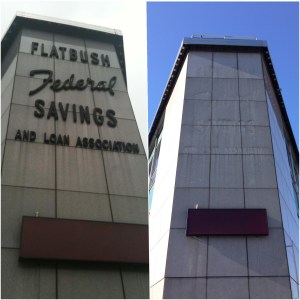 FLATBUSH
Federal
SAVINGS
AND LOAN ASSOCIATION